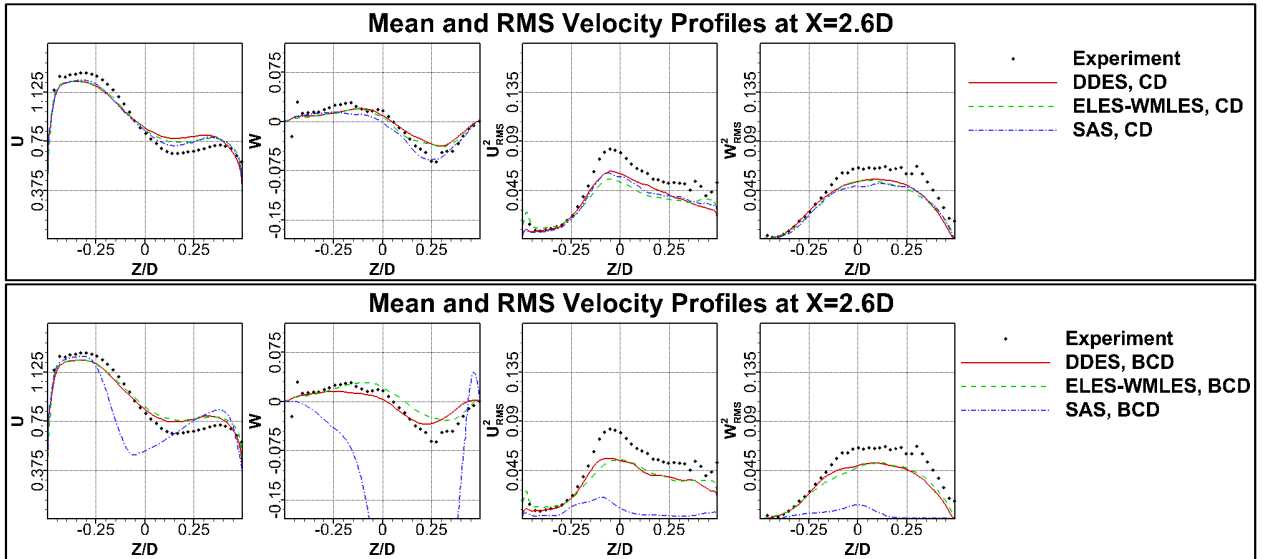 Mean and RMS Velocity Profiles at X=2.6D
U
1.125
0.75
0.375
-0.25 0 0.25
Z/D
W
0.075
0
-0.075
-0.15
-0.25 0 0.25
Z/D
U²RMS
0.135
0.09
0.045
-0.25 0 0.25
Z/D
W²RMS
0.135
0.09
0.045
-0.25 0 0.25
Z/D
Experiment
DDES, CD
ELES-WMLES, CD
SAS, CD
Mean and RMS Velocity Profiles at X=2.6D
U
1.125
0.75
0.375
-0.25 0 0.25
Z/D
W
0.075
0
-0.075
-0.15
-0.25 0 0.25
Z/D
U²RMS
0.135
0.09
0.045
-0.25 0 0.25
Z/D
W²RMS
0.135
0.09
0.045
-0.25 0 0.25
Z/D
Experiment
DDES, BCD
ELES-WMLES, BCD
SAS, BCD